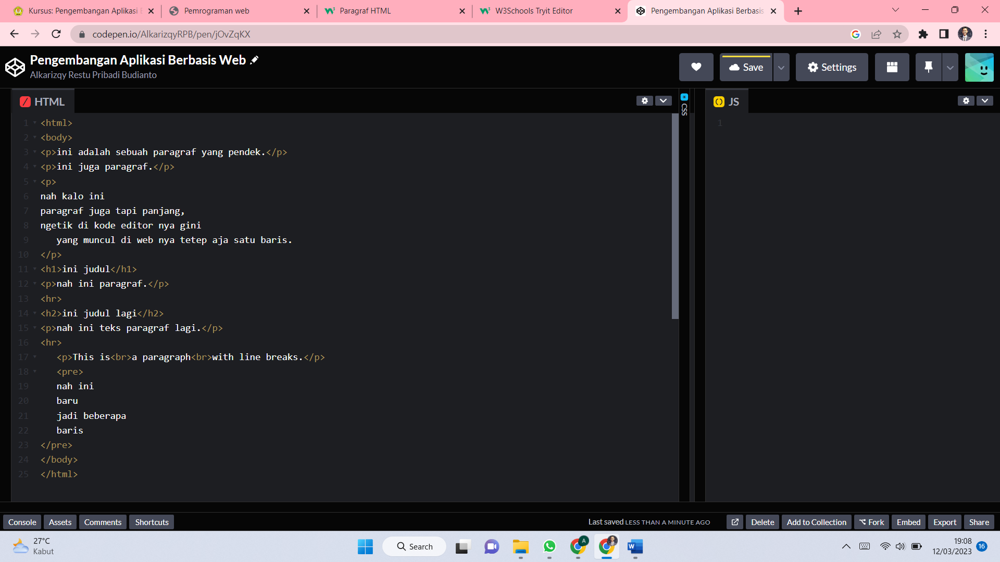 Kursus: Pengembangan Aplikasi B
Pemrograman web
Paragraf HTML
W3Schools Tryit Editor
Pengembangan Aplikasi Berbasis
codepen.io/AlkarizqyRPB/pen/jOvZqKX
Pengembangan Aplikasi Berbasis Web
Alkarizqy Restu Pribadi Budianto
Save
Settings
HTML
CSS
JS
1 <html>
2 <body>
3 <p>ini adalah sebuah paragraf yang pendek.</p>
4 <p>ini juga paragraf.</p>
5 <p>
6 nah kalo ini
7 paragraf juga tapi panjang,
8 ngetik di kode editor nya gini
9    yang muncul di web nya tetep aja satu baris.
10 </p>
11 <h1>ini judul</h1>
12 <p>nah ini paragraf.</p>
13 <hr>
14 <h2>ini judul lagi</h2>
15 <p>nah ini teks paragraf lagi.</p>
16 <hr>
17    <p>This is<br>a paragraph<br>with line breaks.</p>
18    <pre>
19    nah ini
20    baru
21    jadi beberapa
22    baris
23 </pre>
24 </body>
25 </html>
1
Console
Assets
Comments
Shortcuts
Last saved LESS THAN A MINUTE AGO
Delete
Add to Collection
Fork
Embed
Export
Share
27°C
Kabut
Search
A
W
19:08
12/03/2023
16